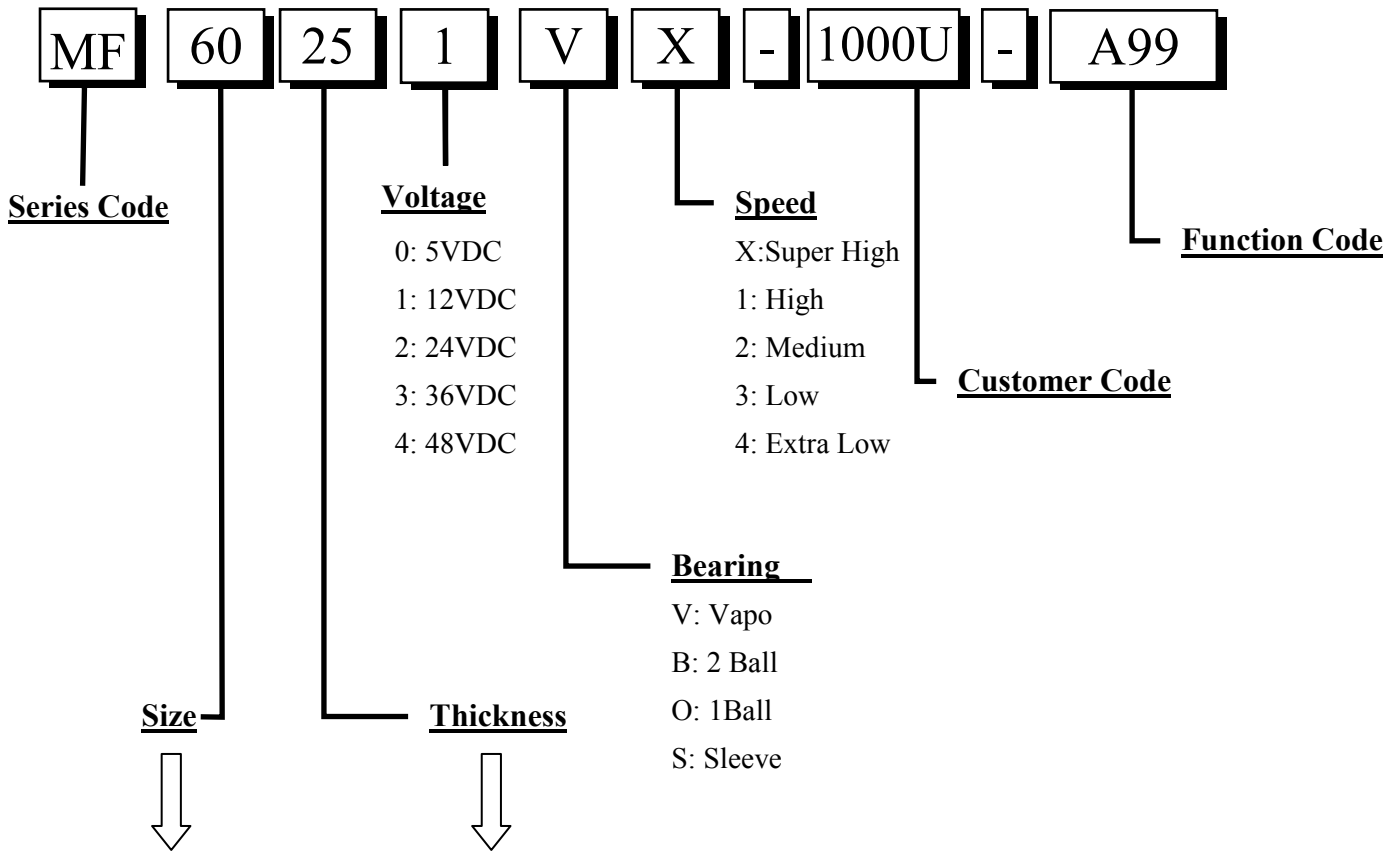 MF 60 25 1 V X - 1000U - A99
Series Code
Voltage
0: 5VDC
1: 12VDC
2: 24VDC
3: 36VDC
4: 48VDC
Speed
X:Super High
1: High
2: Medium
3: Low
4: Extra Low
Function Code
Customer Code
Bearing
V: Vapo
B: 2 Ball
O: 1Ball
S: Sleeve
Size
Thickness